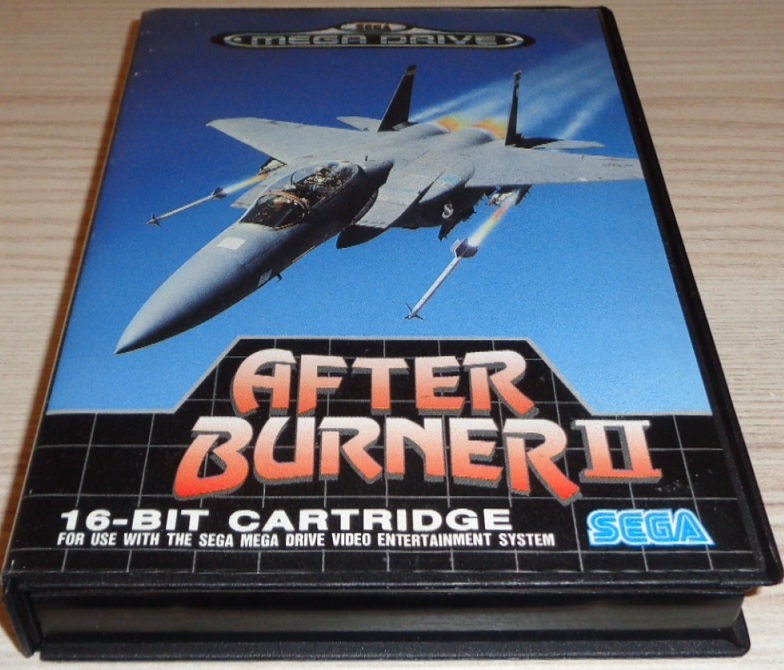 SEGA
MEGA DRIVE
AFTER
BURNER II
16-BIT CARTRIDGE
FOR USE WITH THE SEGA MEGA DRIVE VIDEO ENTERTAINMENT SYSTEM
SEGA